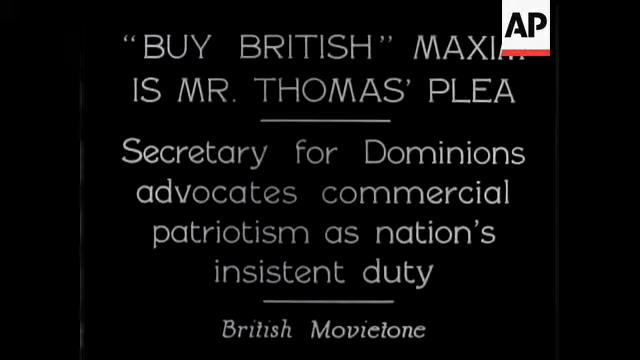 AP
"BUY BRITISH" MAXIM
IS MR. THOMAS' PLEA
Secretary for Dominions
advocates commercial
patriotism as nation's
insistent duty
British Movietone